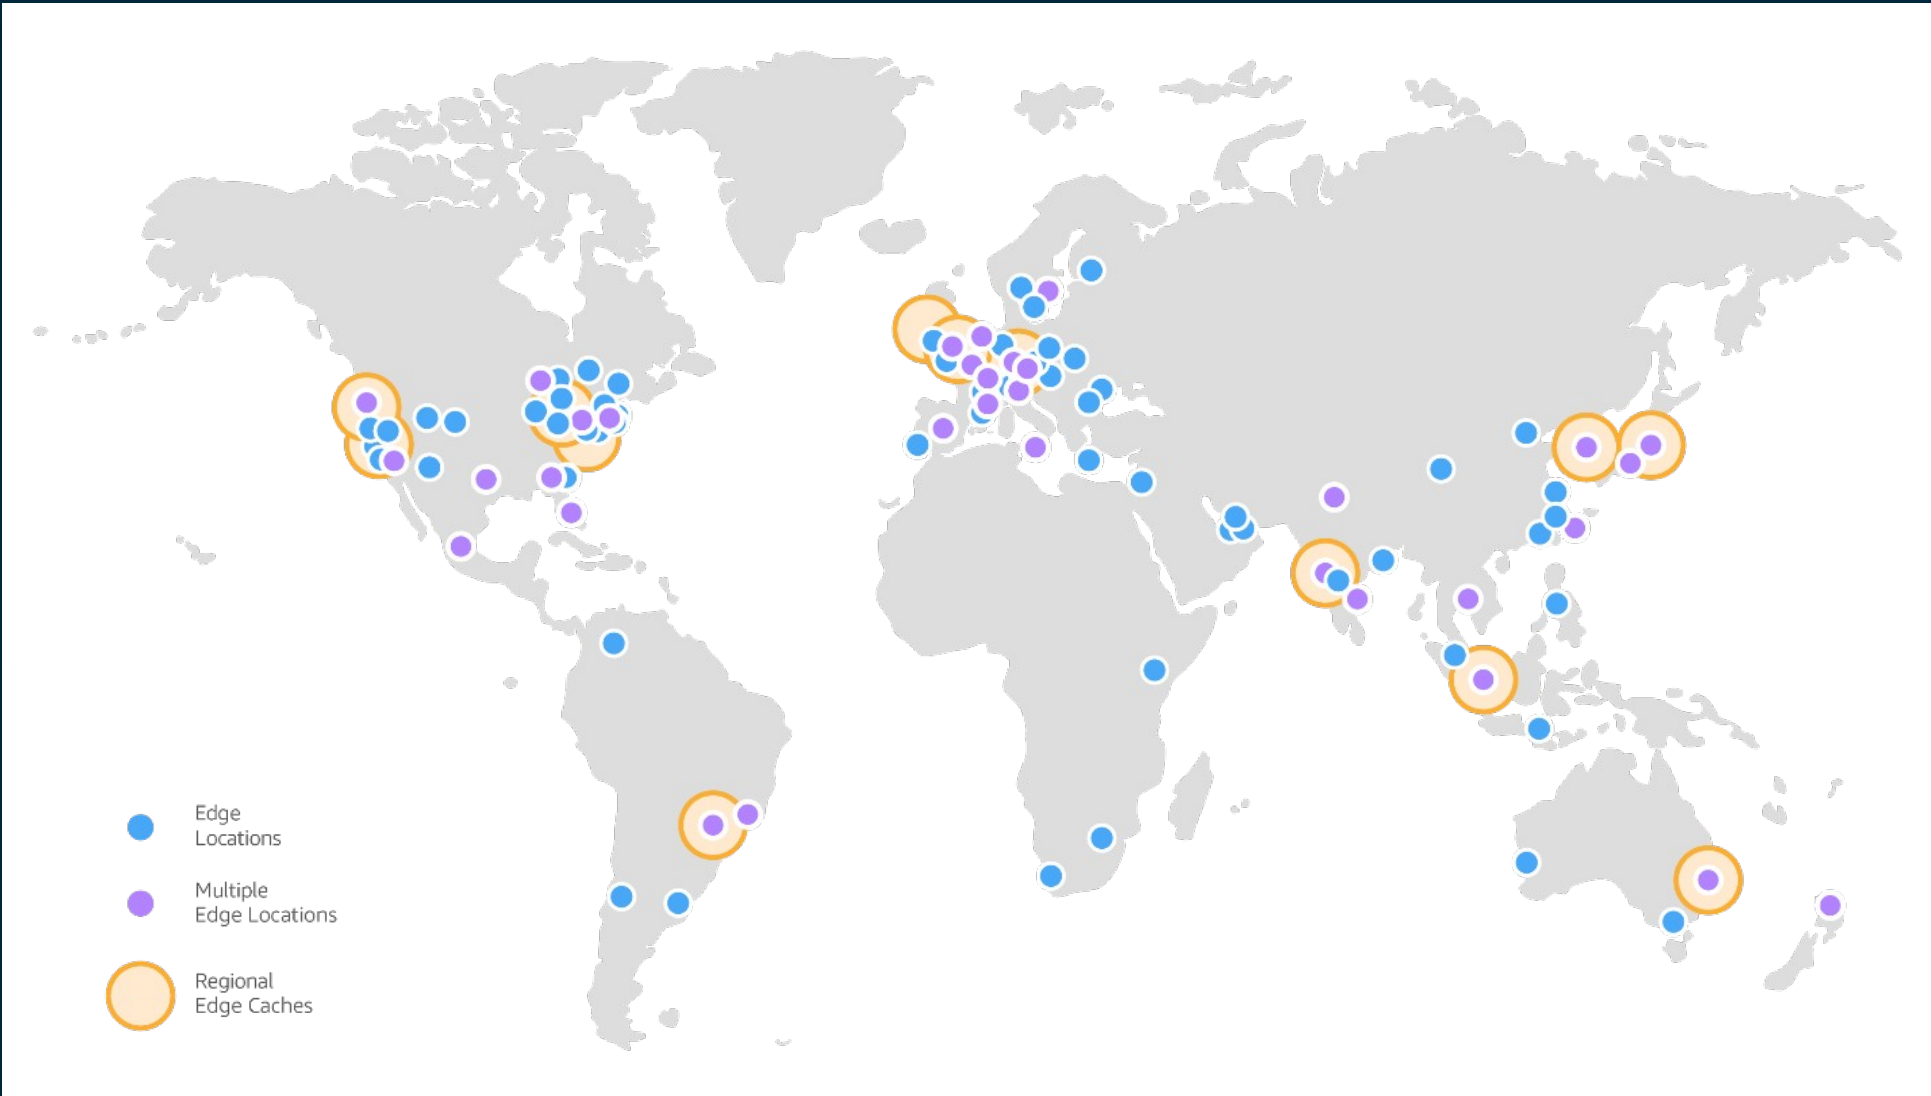 Edge
Locations
Multiple
Edge Locations
Regional
Edge Caches